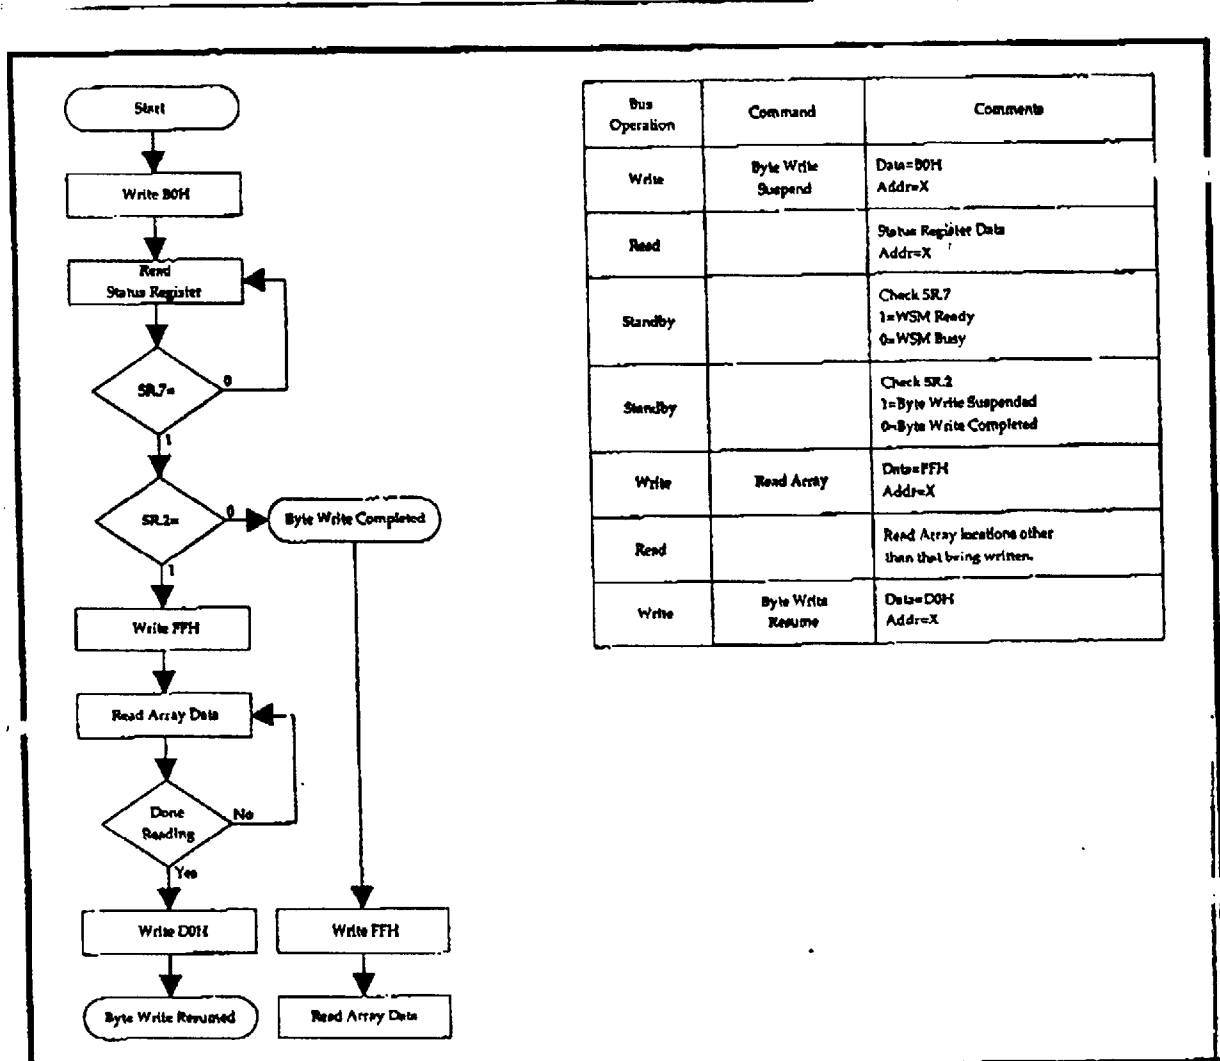 Start
Write B0H
Read
Status Register
SR.7=
0
1
SR.2=
0
Byte Write Completed
1
Write FFH
Read Array Data
Done
Reading
No
Yes
Write D0H
Write FFH
Byte Write Resumed
Read Array Data
Bus
Operation
Command
Comments
Write
Byte Write
Suspend
Data=B0H
Addr=X
Read
Status Register Data
Addr=X
Standby
Check SR.7
1=WSM Ready
0=WSM Busy
Standby
Check SR.2
1=Byte Write Suspended
0=Byte Write Completed
Write
Read Array
Data=FFH
Addr=X
Read
Read Array locations other
than that being written.
Write
Byte Write
Resume
Data=D0H
Addr=X